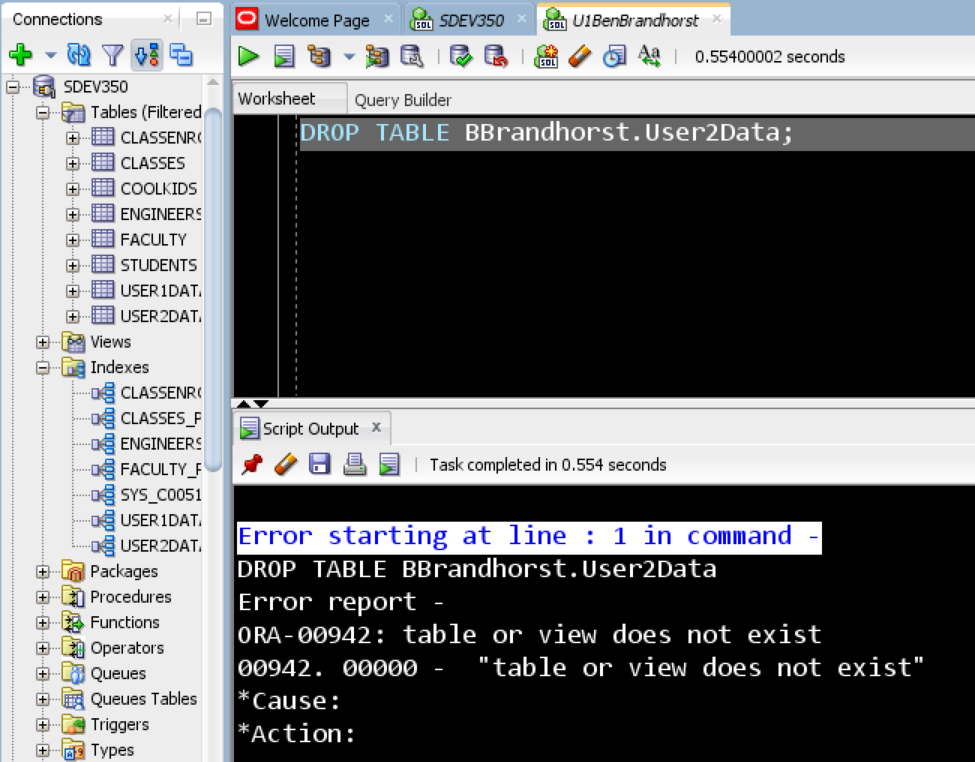 Connections
Welcome Page
SDEV350
U1BenBrandhorst
0.55400002 seconds
SDEV350
Tables (Filtered
CLASSENR
CLASSES
COOLKIDS
ENGINEERS
FACULTY
STUDENTS
USER1DATA
USER2DATA
Views
Indexes
CLASSENR
CLASSES_P
ENGINEERS
FACULTY_P
SYS_C0051
USER1DATA
USER2DATA
Packages
Procedures
Functions
Operators
Queues
Queues Tables
Triggers
Types
Worksheet
Query Builder
DROP TABLE BBrandhorst.User2Data;
Script Output
Task completed in 0.554 seconds
Error starting at line : 1 in command -
DROP TABLE BBrandhorst.User2Data
Error report -
ORA-00942: table or view does not exist
00942. 00000 -  "table or view does not exist"
*Cause:
*Action: